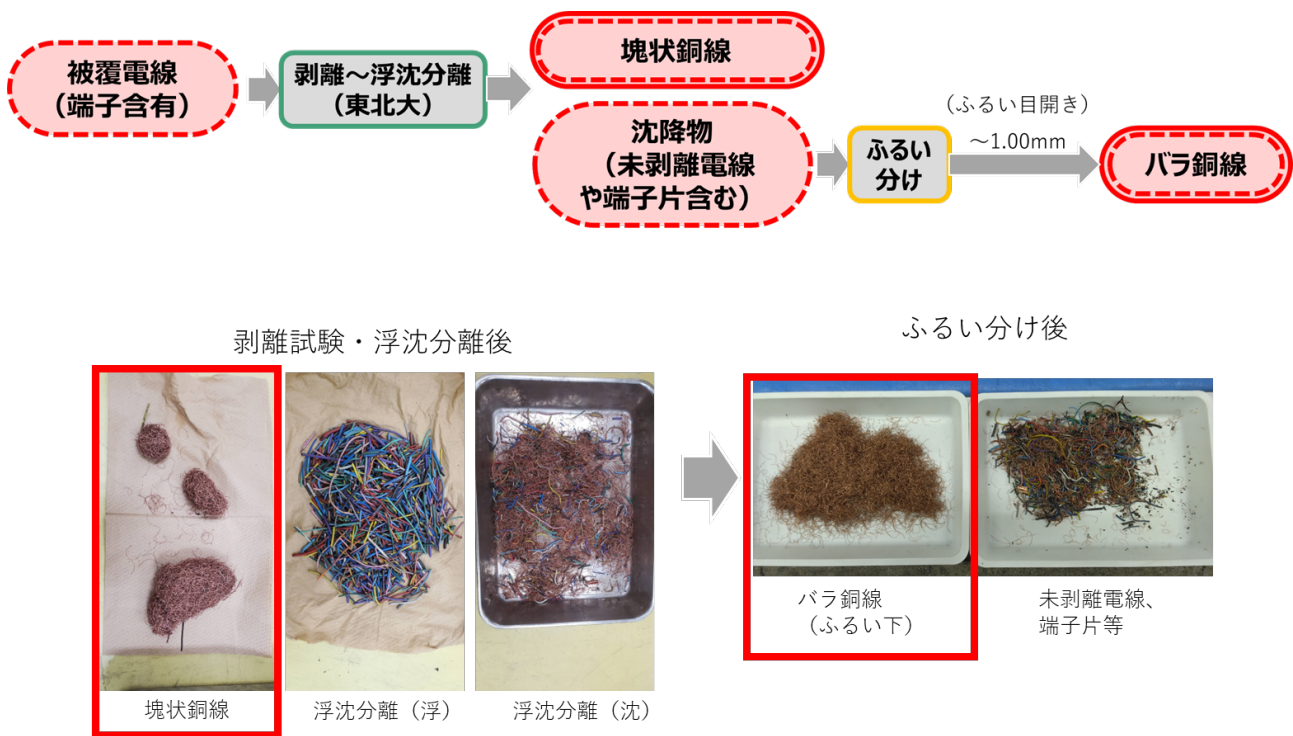 被覆電線
（端子含有）
剥離～浮沈分離
（東北大）
塊状銅線
沈降物
（未剥離電線
や端子片含む）
ふるい
分け
（ふるい目開き）
～1.00mm
バラ銅線
剥離試験・浮沈分離後
ふるい分け後
塊状銅線
浮沈分離（浮）
浮沈分離（沈）
バラ銅線
（ふるい下）
未剥離電線、
端子片等